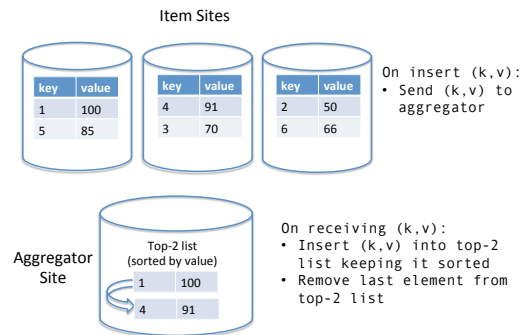 Item Sites
key value
1 100
5 85
key value
4 91
3 70
key value
2 50
6 66
On insert (k,v):
• Send (k,v) to
aggregator
Aggregator
Site
Top-2 list
(sorted by value)
1 100
4 91
On receiving (k,v):
• Insert (k,v) into top-2
list keeping it sorted
• Remove last element from
top-2 list